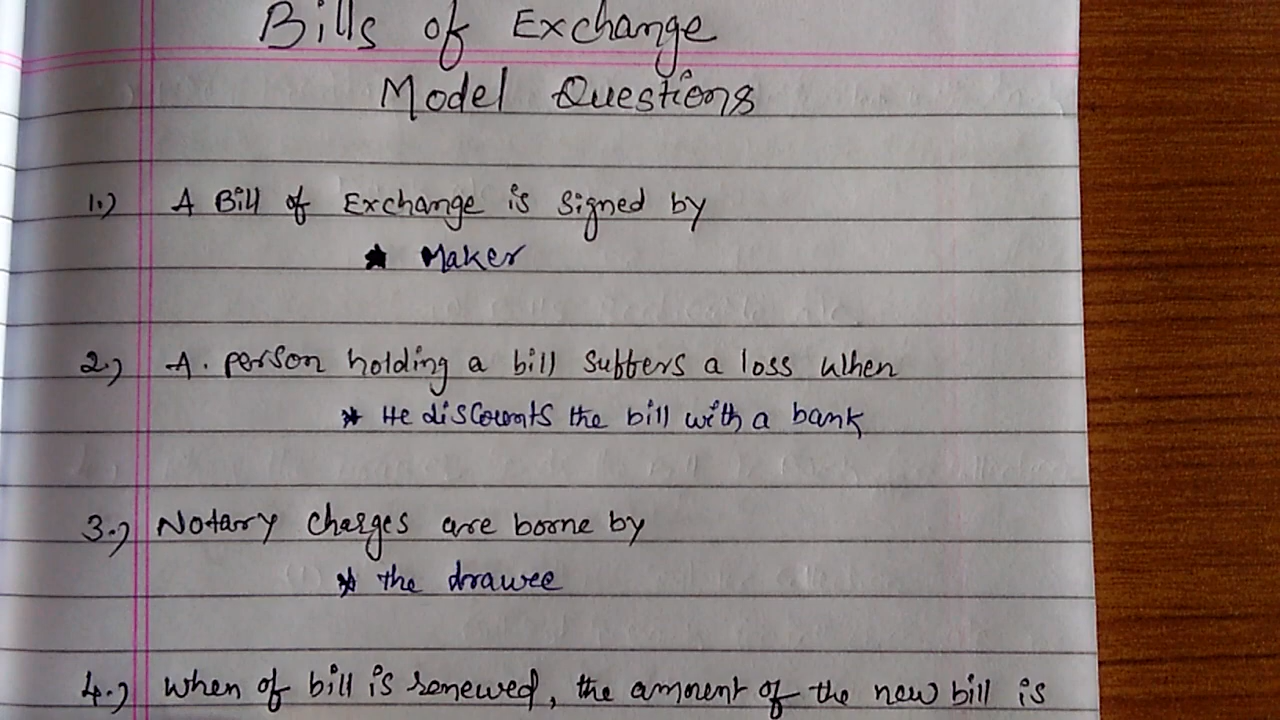 Bills of Exchange
Model Questions
1.) A Bill of Exchange is signed by
★ Maker
2.) A. person holding a bill suffers a loss when
* He discounts the bill with a bank
3.) Notary charges are borne by
* the drawee
4.) when of bill is renewed, the amount of the new bill is